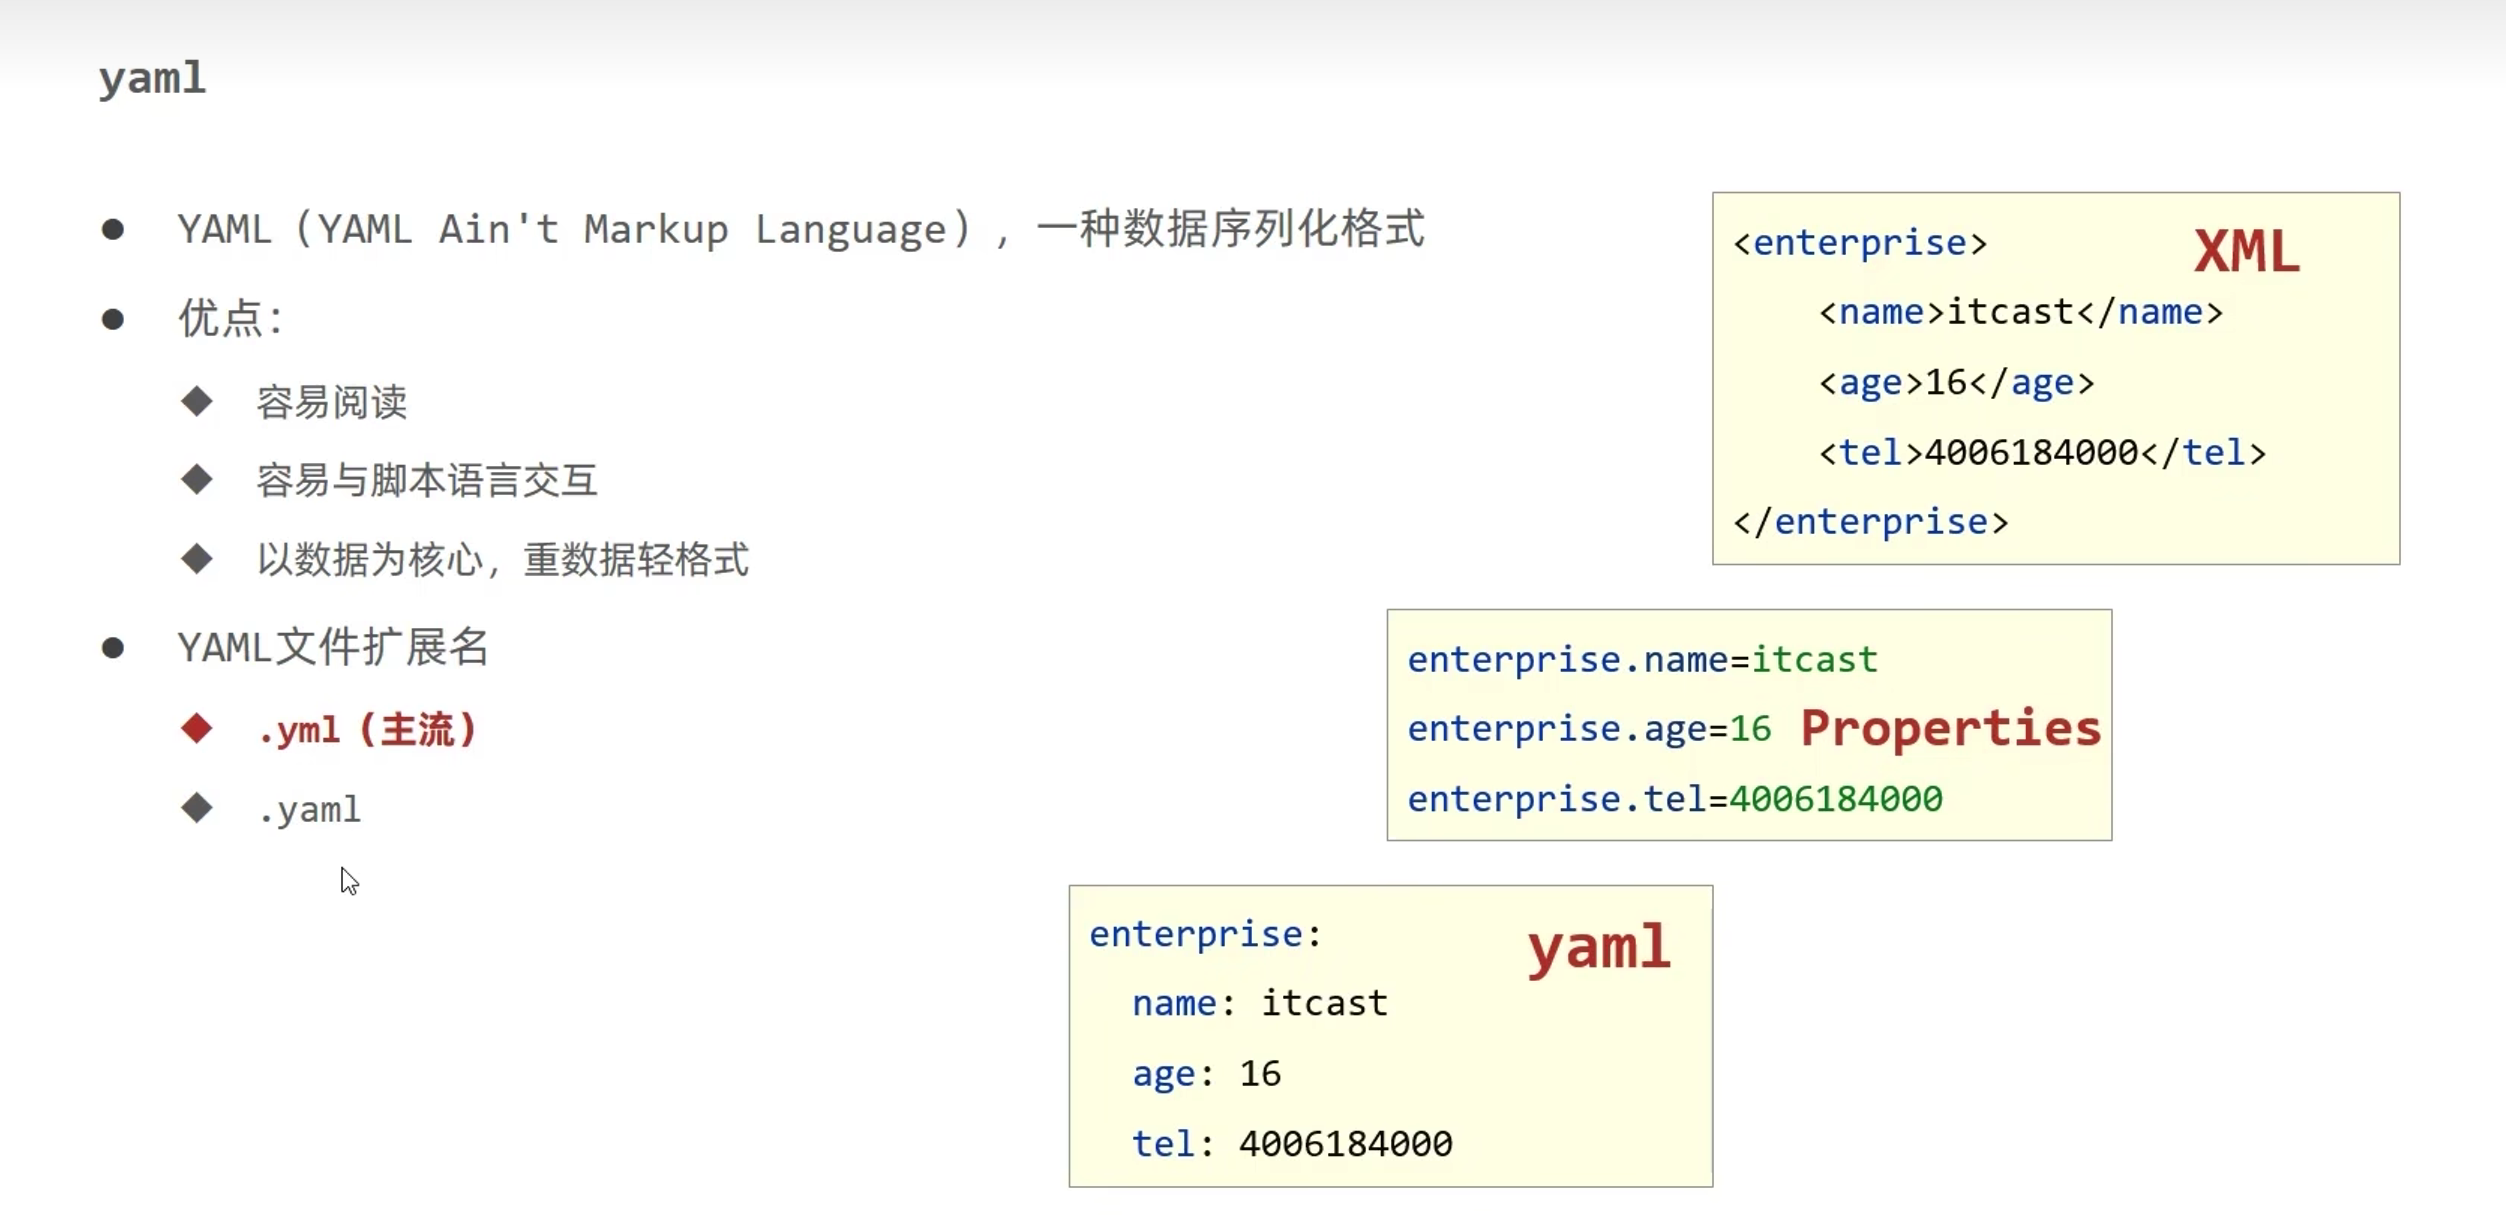 yaml
YAML（YAML Ain't Markup Language），一种数据序列化格式
优点：
容易阅读
容易与脚本语言交互
以数据为核心，重数据轻格式
YAML文件扩展名
.yml（主流）
.yaml
<enterprise>
XML
<name>itcast</name>
<age>16</age>
<tel>4006184000</tel>
</enterprise>
enterprise.name=itcast
enterprise.age=16
Properties
enterprise.tel=4006184000
enterprise:
yaml
name: itcast
age: 16
tel: 4006184000